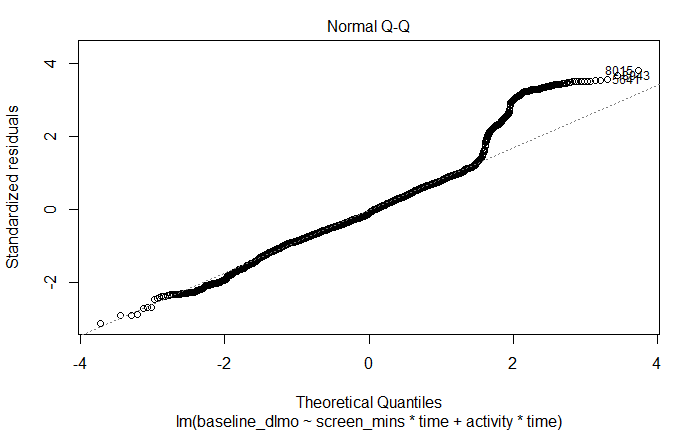 Normal Q-Q
Standardized residuals
4
2
0
-2
8015
5641
-4
-2
0
2
4
Theoretical Quantiles
lm(baseline_dlmo ~ screen_mins * time + activity * time)